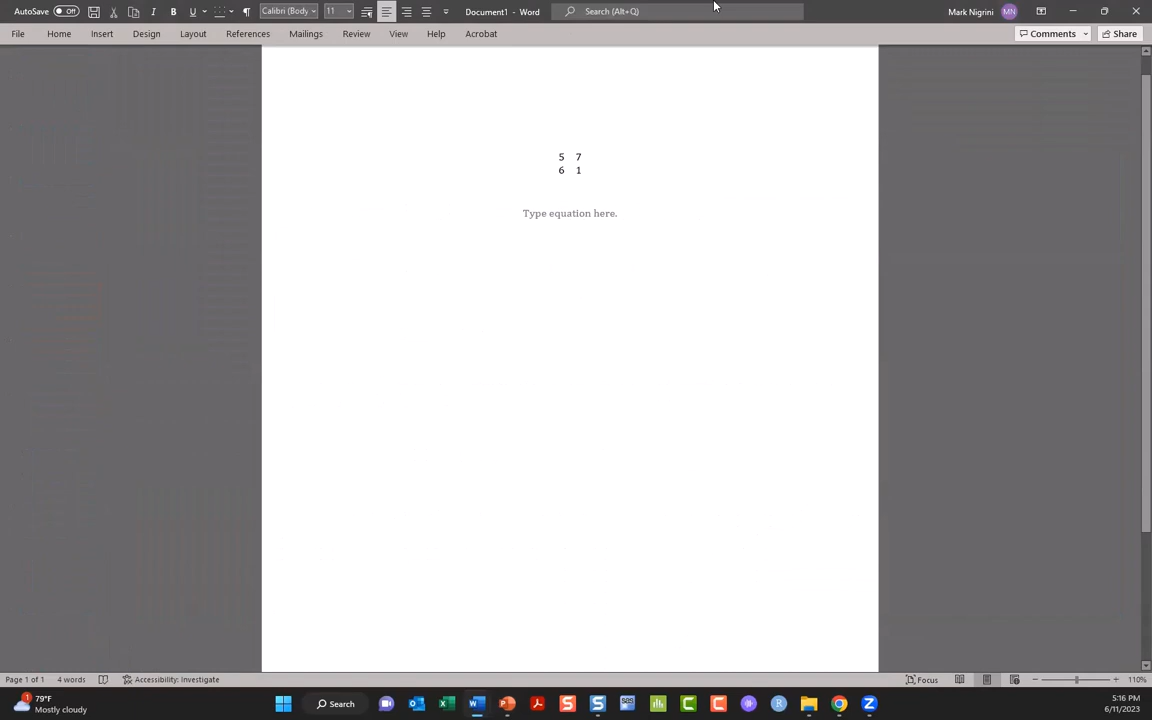 AutoSave Off B U Calibri (Body 11 Document1 - Word Search (Alt+Q) Mark Nigrini MN
File Home Insert Design Layout References Mailings Review View Help Acrobat Comments Share
5 7
6 1
Type equation here.
Page 1 of 1 4 words Accessibility: Investigate Focus 110%
1 79°F
Mostly cloudy
Search
5:16 PM
6/11/2023